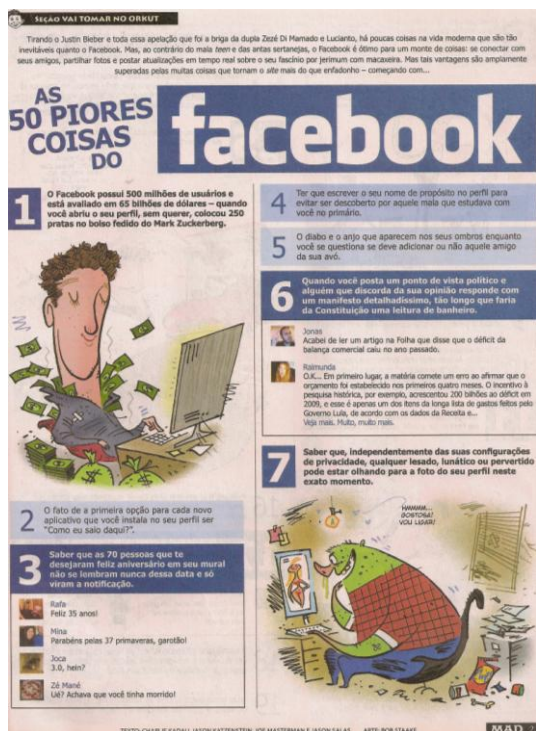 SEÇÃO VAI TOMAR NO ORKUT
Tirando o Justin Bieber e toda essa apelação que foi a briga da dupla Zezé Di Mamado e Lucianto, há poucas coisas na vida moderna que são tão
inevitáveis quanto o Facebook. Mas, ao contrário do mala teen e das antas sertanejas, o Facebook é ótimo para um monte de coisas: se conectar com
seus amigos, partilhar fotos e postar atualizações em tempo real sobre o seu fascínio por jerimum com macaxeira. Mas tais vantagens são amplamente
superadas pelas muitas coisas que tornam o site mais do que enfadonho – começando com...
AS
50 PIORES
COISAS
DO
facebook
1
O Facebook possui 500 milhões de usuários e
está avaliado em 65 bilhões de dólares – quando
você abriu o seu perfil, sem querer, colocou 250
pratas no bolso fedido do Mark Zuckerberg.
2
O fato de a primeira opção para cada novo
aplicativo que você instala no seu perfil ser
"Como eu saio daqui?".
3
Saber que as 70 pessoas que te
desejaram feliz aniversário em seu mural
não se lembram nunca dessa data e só
viram a notificação.
Rafa
Feliz 35 anos!
Mina
Parabéns pelas 37 primaveras, garotão!
Joca
3.0, hein?
Zé Mané
Ué? Achava que você tinha morrido!
4
Ter que escrever o seu nome de propósito no perfil para
evitar ser descoberto por aquele mala que estudava com
você no primário.
5
O diabo e o anjo que aparecem nos seus ombros enquanto
você se questiona se deve adicionar ou não aquele amigo
da sua avó.
6
Quando você posta um ponto de vista político e
alguém que discorda da sua opinião responde com
um manifesto detalhadíssimo, tão longo que faria
da Constituição uma leitura de banheiro.
Jonas
Acabei de ler um artigo na Folha que disse que o déficit da
balança comercial caiu no ano passado.
Raimunda
O.K... Em primeiro lugar, a matéria comete um erro ao afirmar que o
orçamento foi estabelecido nos primeiros quatro meses. O incentivo à
pesquisa histórica, por exemplo, acrescentou 200 bilhões ao déficit em
2009, e esse é apenas um dos itens da longa lista de gastos feitos pelo
Governo Lula, de acordo com os dados da Receita e...
Veja mais. Muito, muito mais.
7
Saber que, independentemente das suas configurações
de privacidade, qualquer lesado, lunático ou pervertido
pode estar olhando para a foto do seu perfil neste
exato momento.
HMMMM...
GOSTOSA!
VOU LIGAR!
TEXTO: CHARLIE KADAU, JASON KATZENSTEIN, JOE MASTERMAN E JASON SALAS ARTE: BOB STAAKE
MAD